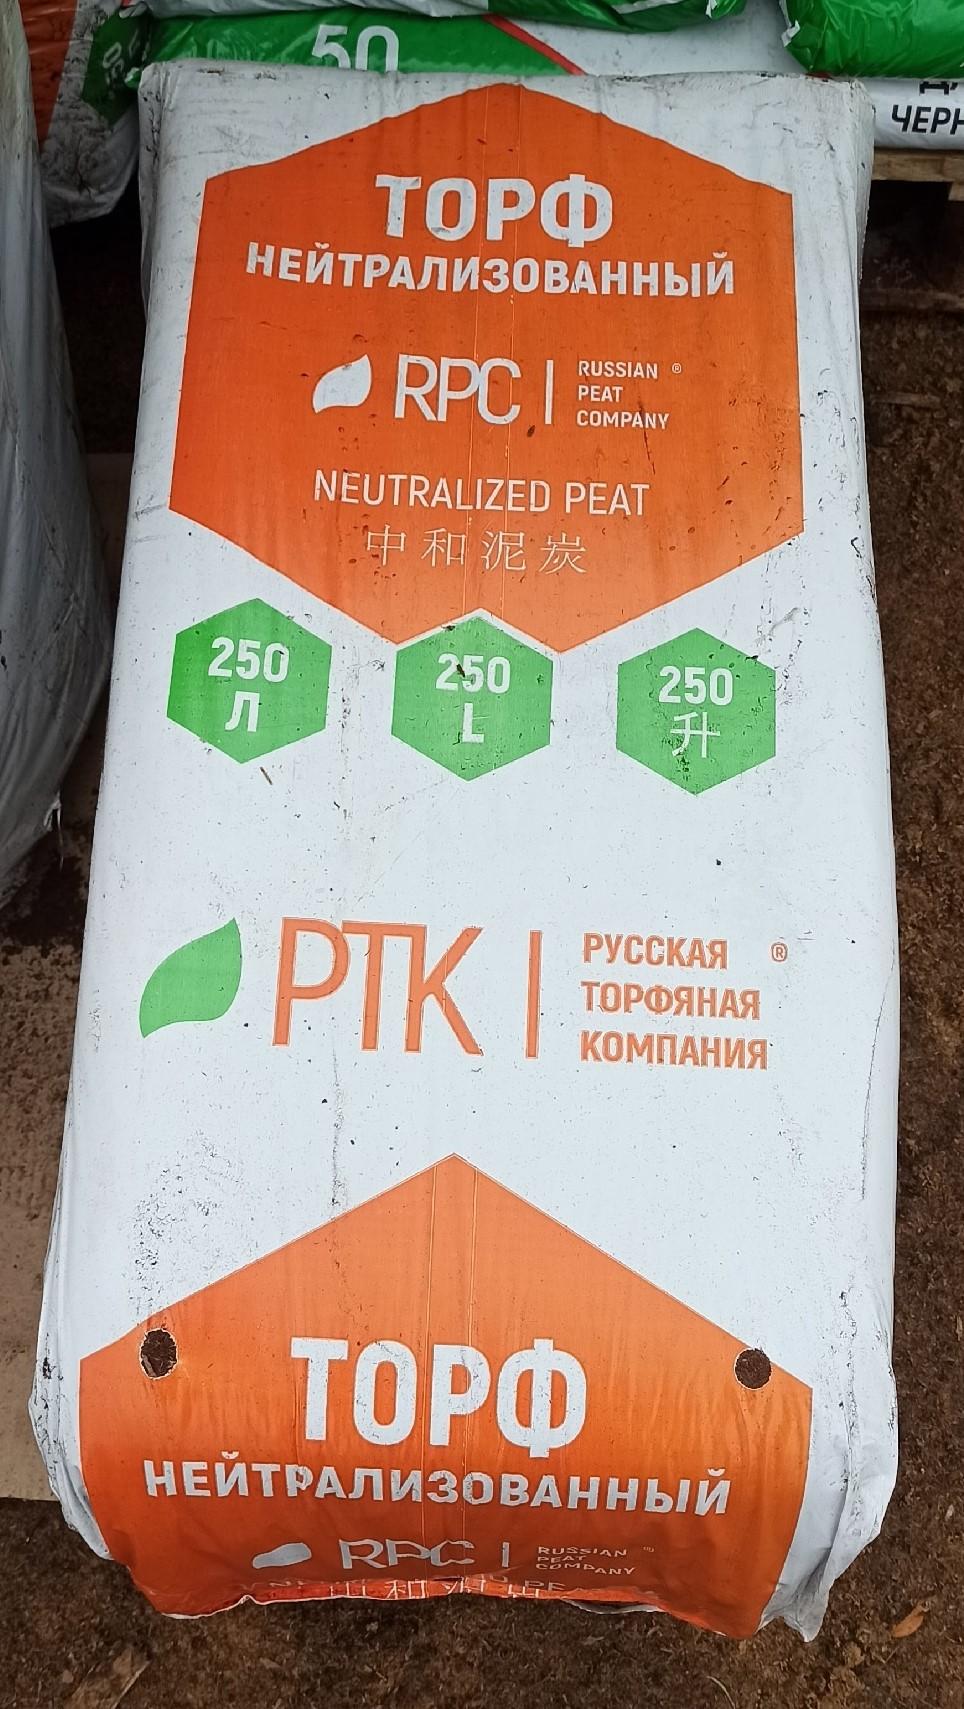 50
ЧЕРН
ТОРФ
НЕЙТРАЛИЗОВАННЫЙ
RPC
RUSSIAN ®
PEAT
COMPANY
NEUTRALIZED PEAT
中和泥炭
250
Л
250
L
250
升
РТК
РУССКАЯ ®
ТОРФЯНАЯ
КОМПАНИЯ
ТОРФ
НЕЙТРАЛИЗОВАННЫЙ
RPC
RUSSIAN ®
PEAT
COMPANY